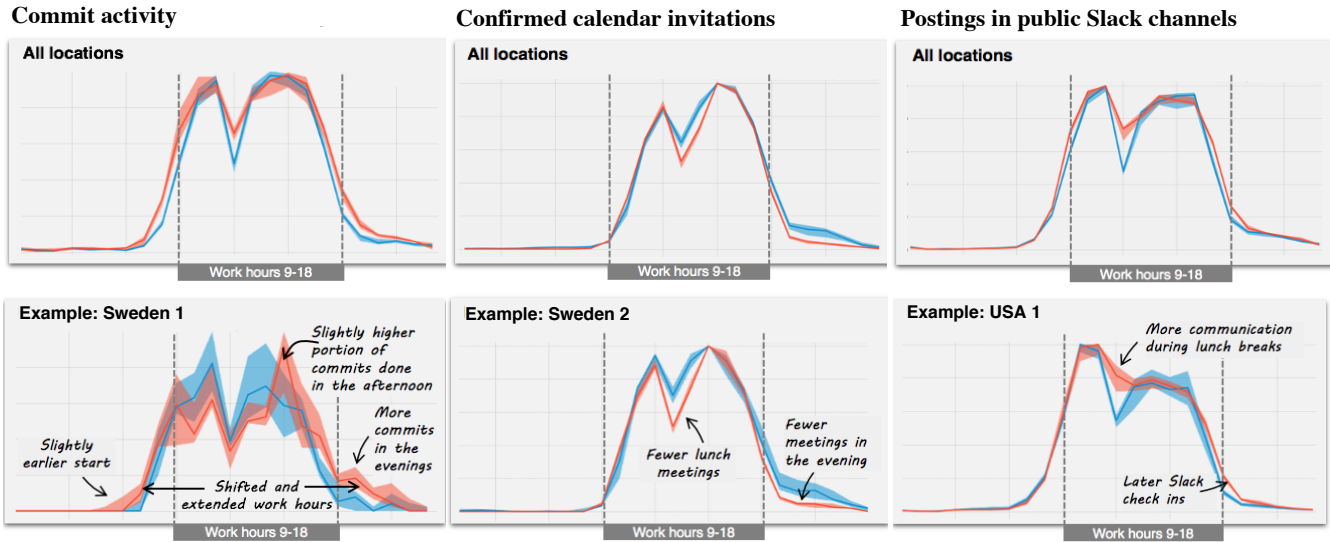 Commit activity
Confirmed calendar invitations
Postings in public Slack channels
All locations
Work hours 9-18
All locations
Work hours 9-18
All locations
Work hours 9-18
Example: Sweden 1
Slightly higher
portion of
commits done
in the afternoon
More
commits
in the
evenings
Slightly
earlier start
Shifted and
extended work hours
Work hours 9-18
Example: Sweden 2
Fewer lunch
meetings
Fewer
meetings in
the evening
Work hours 9-18
Example: USA 1
More communication
during lunch breaks
Later Slack
check ins
Work hours 9-18